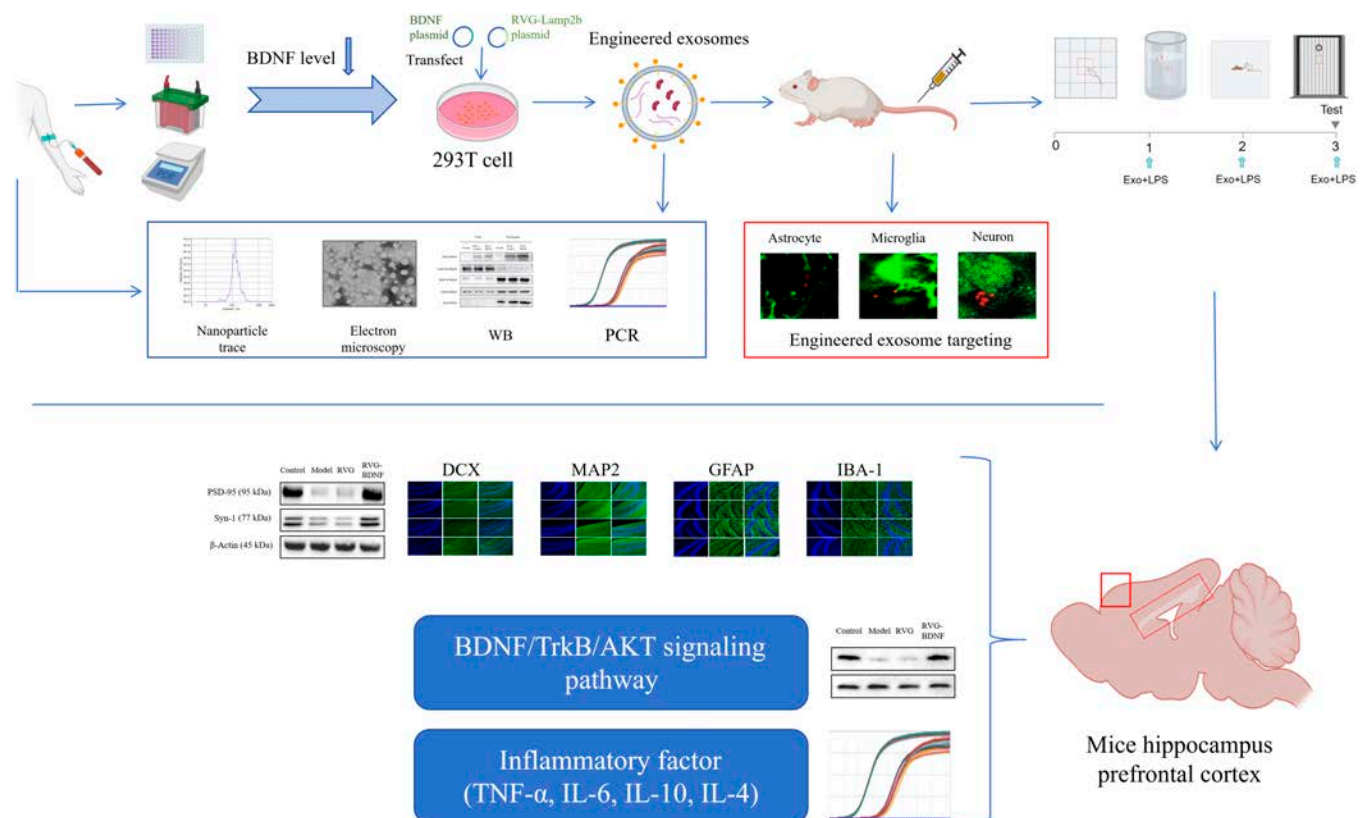 BDNF plasmid
RVG-Lamp2b plasmid
Transfect
BDNF level
293T cell
Engineered exosomes
Test
0 1 2 3
Exo+LPS Exo+LPS Exo+LPS
Nanoparticle
trace
Electron
microscopy
WB
PCR
Astrocyte Microglia Neuron
Engineered exosome targeting
Control Model RVG RVG-BDNF
PSD-95 (95 kDa)
Syn-1 (77 kDa)
β-Actin (45 kDa)
DCX
MAP2
GFAP
IBA-1
BDNF/TrkB/AKT signaling
pathway
Control Model RVG RVG-BDNF
Inflammatory factor
(TNF-α, IL-6, IL-10, IL-4)
Mice hippocampus
prefrontal cortex